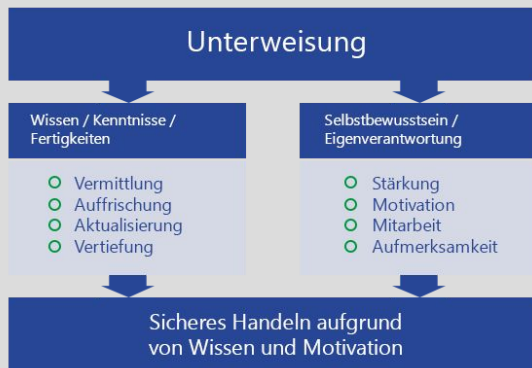 Unterweisung
Wissen / Kenntnisse /
Fertigkeiten
Vermittlung
Auffrischung
Aktualisierung
Vertiefung
Selbstbewusstsein /
Eigenverantwortung
Stärkung
Motivation
Mitarbeit
Aufmerksamkeit
Sicheres Handeln aufgrund
von Wissen und Motivation